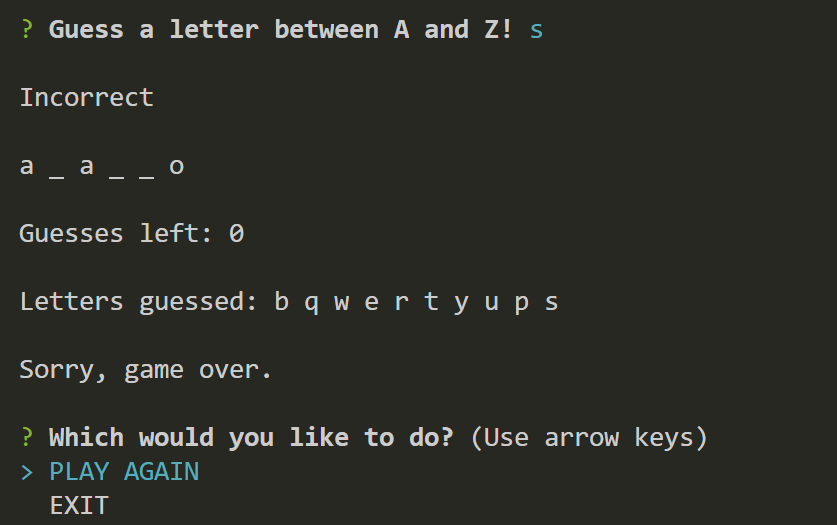 ? Guess a letter between A and Z! s
Incorrect
a _ a _ _ o
Guesses left: 0
Letters guessed: b q w e r t y u p s
Sorry, game over.
? Which would you like to do? (Use arrow keys)
> PLAY AGAIN
EXIT